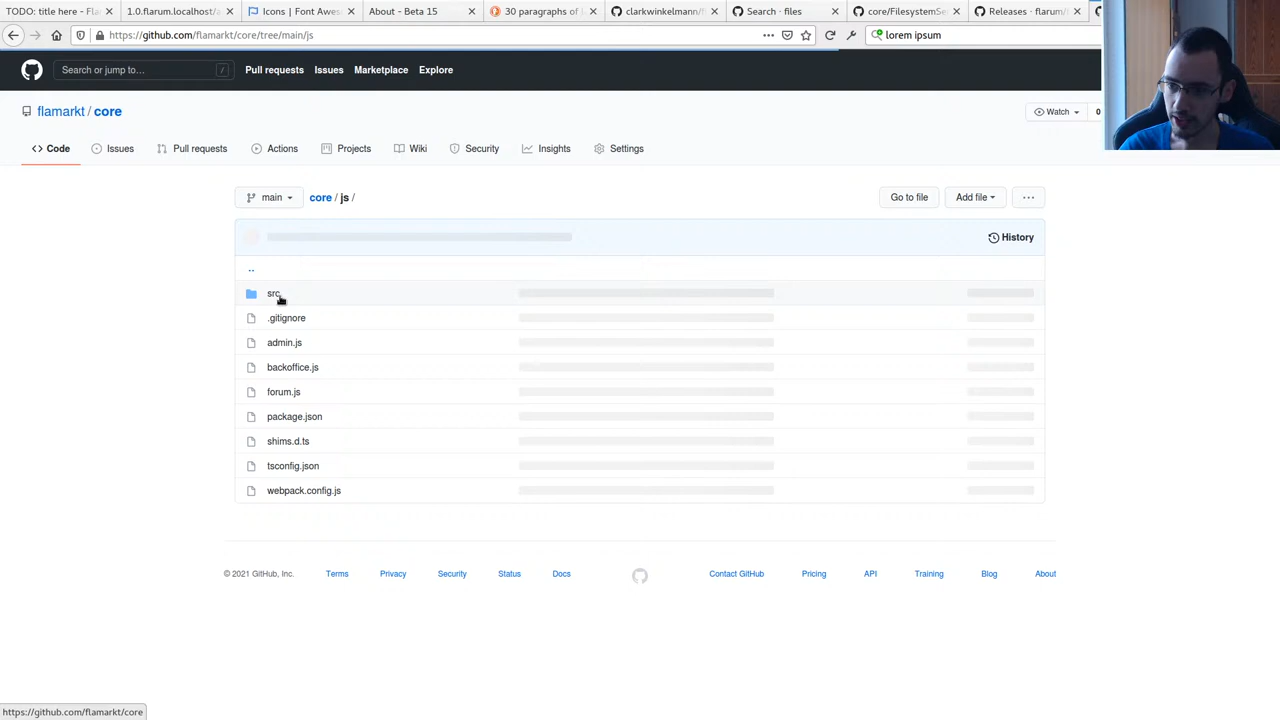 TODO: title here - Fla
1.0.flarum.localhost/a
Icons | Font Awes
About - Beta 15
30 paragraphs of
clarkwinkelmann/f
Search · files
core/FilesystemSe
Releases · flarum/
https://github.com/flamarkt/core/tree/main/js
lorem ipsum
Search or jump to…
/
Pull requests
Issues
Marketplace
Explore
flamarkt / core
Watch
0
Code
Issues
Pull requests
Actions
Projects
Wiki
Security
Insights
Settings
main
core / js /
Go to file
Add file
History
..
src
.gitignore
admin.js
backoffice.js
forum.js
package.json
shims.d.ts
tsconfig.json
webpack.config.js
© 2021 GitHub, Inc.
Terms
Privacy
Security
Status
Docs
Contact GitHub
Pricing
API
Training
Blog
About
https://github.com/flamarkt/core